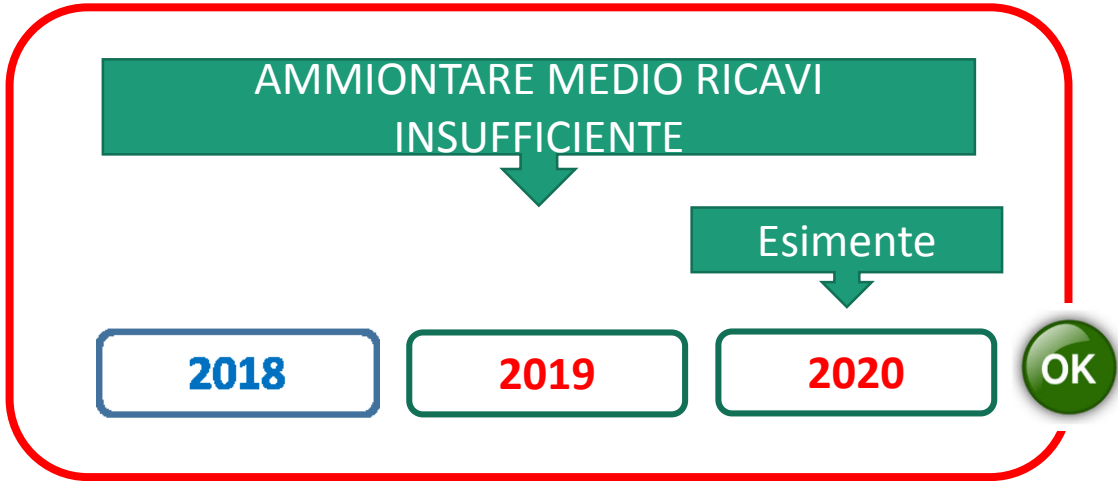 AMMIONTARE MEDIO RICAVI
INSUFFICIENTE
Esimente
2018
2019
2020
OK